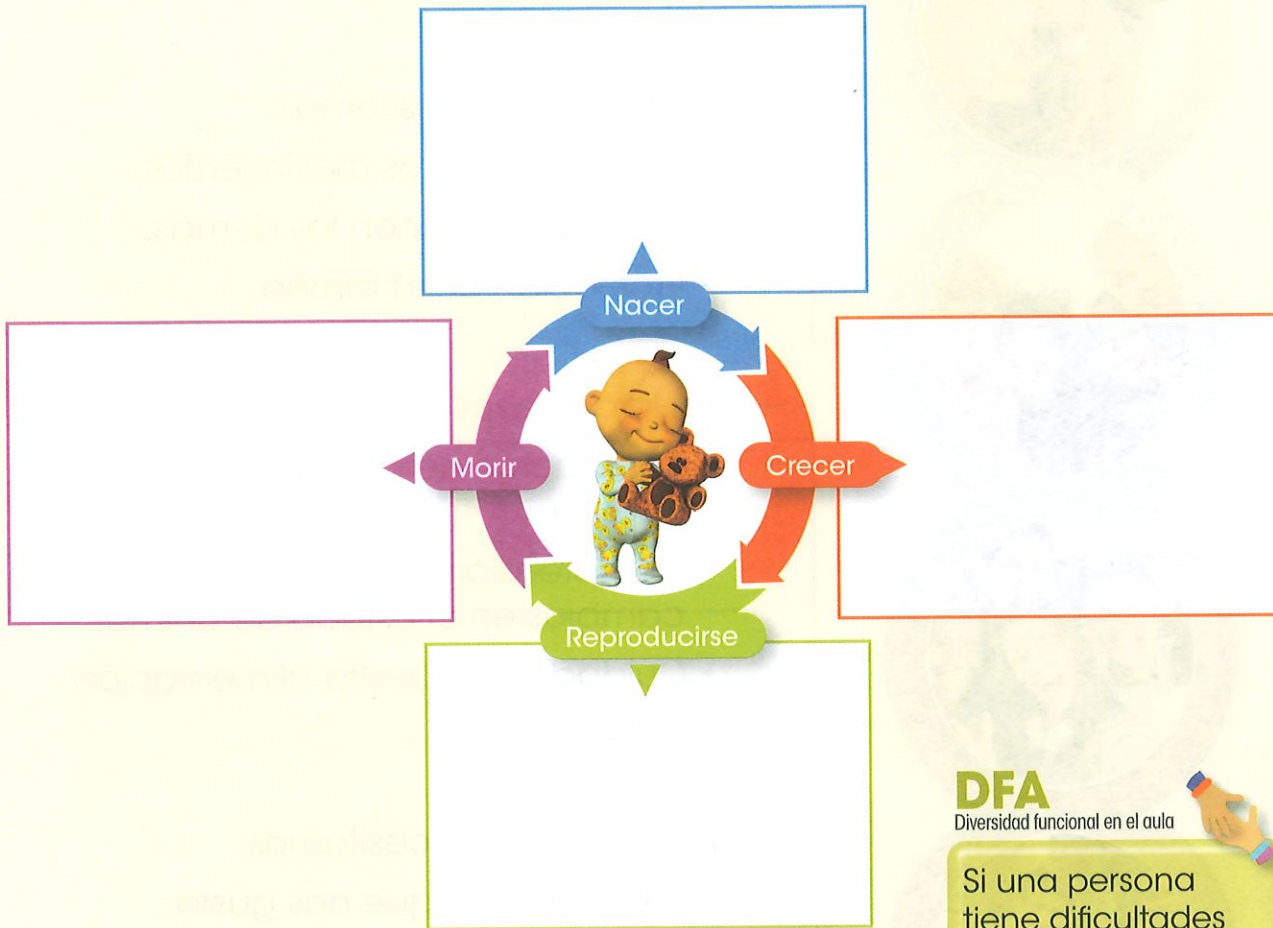 Nacer
Morir
Crecer
Reproducirse
DFA
Diversidad funcional en el aula
Si una persona
tiene dificultades